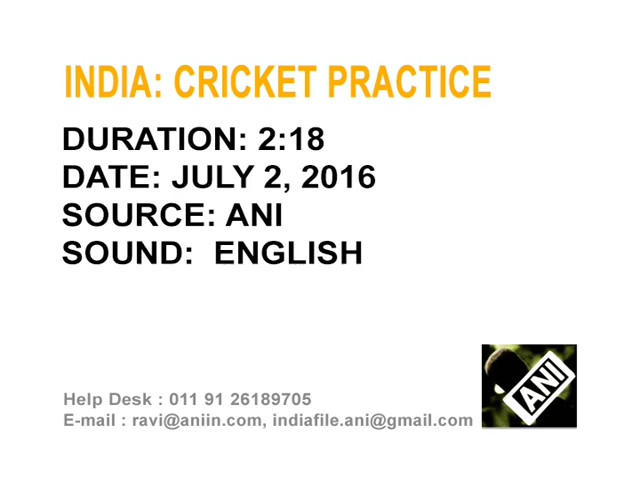 INDIA: CRICKET PRACTICE
DURATION: 2:18
DATE: JULY 2, 2016
SOURCE: ANI
SOUND:  ENGLISH
ANI
Help Desk : 011 91 26189705
E-mail : ravi@aniin.com, indiafile.ani@gmail.com